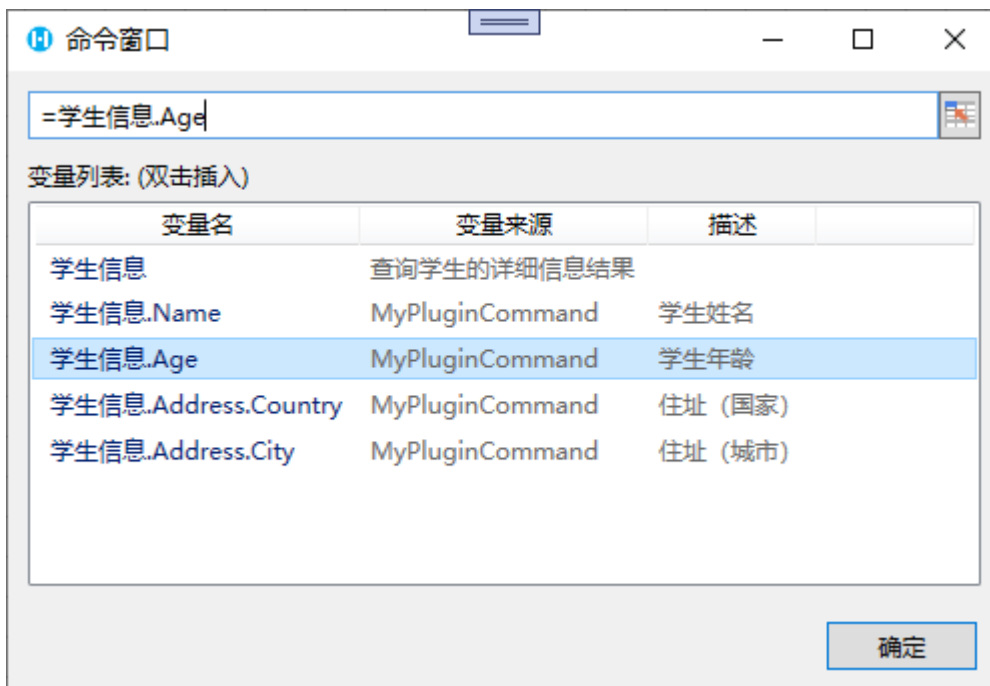 命令窗口
=学生信息.Age
变量列表: (双击插入)
变量名 变量来源 描述
学生信息 查询学生的详细信息结果
学生信息.Name MyPluginCommand 学生姓名
学生信息.Age MyPluginCommand 学生年龄
学生信息.Address.Country MyPluginCommand 住址（国家）
学生信息.Address.City MyPluginCommand 住址（城市）
确定